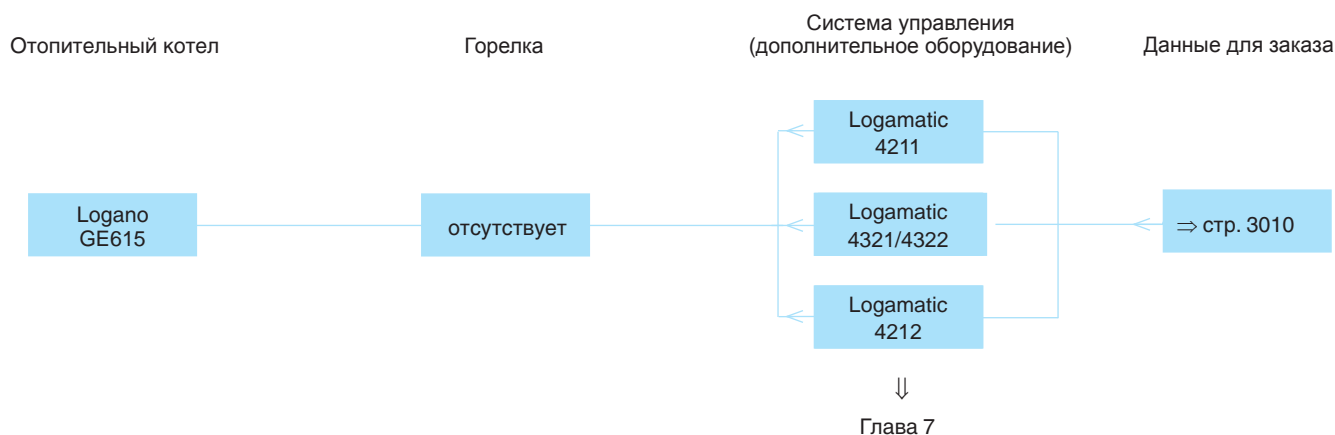 Отопительный котел
Горелка
Система управления
(дополнительное оборудование)
Данные для заказа
Logano
GE615
отсутствует
Logamatic
4211
Logamatic
4321/4322
Logamatic
4212
⇒ стр. 3010
⇓
Глава 7